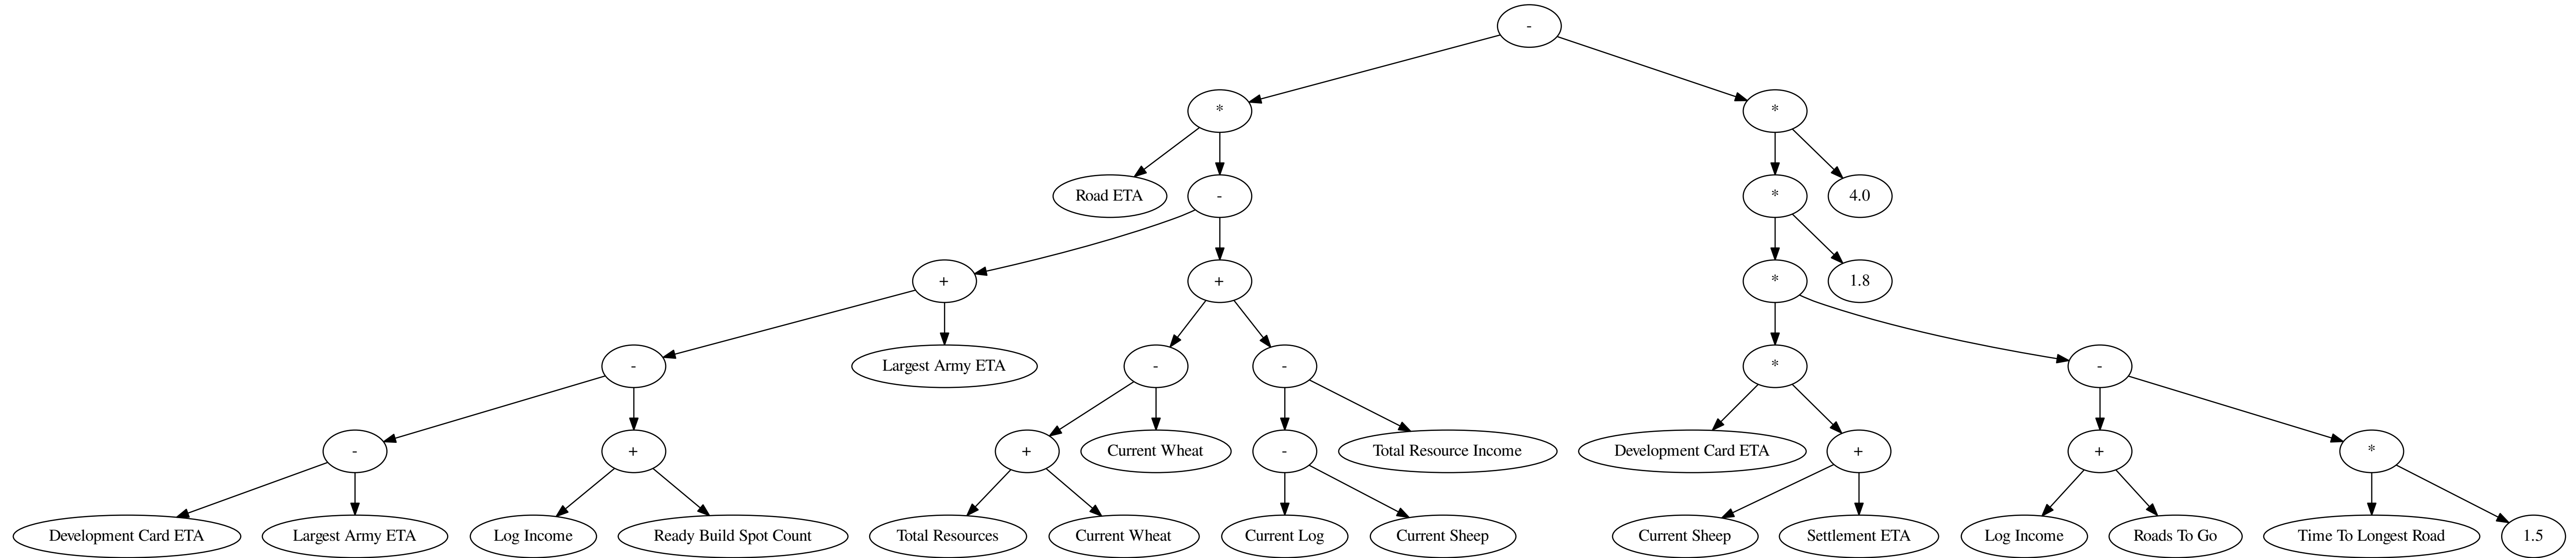 -
* *
Road ETA - * 4.0
+ + * 1.8
- Largest Army ETA - - * -
- + + Current Wheat - Total Resource Income Development Card ETA + + *
Development Card ETA Largest Army ETA Log Income Ready Build Spot Count Total Resources Current Wheat Current Log Current Sheep Current Sheep Settlement ETA Log Income Roads To Go Time To Longest Road 1.5